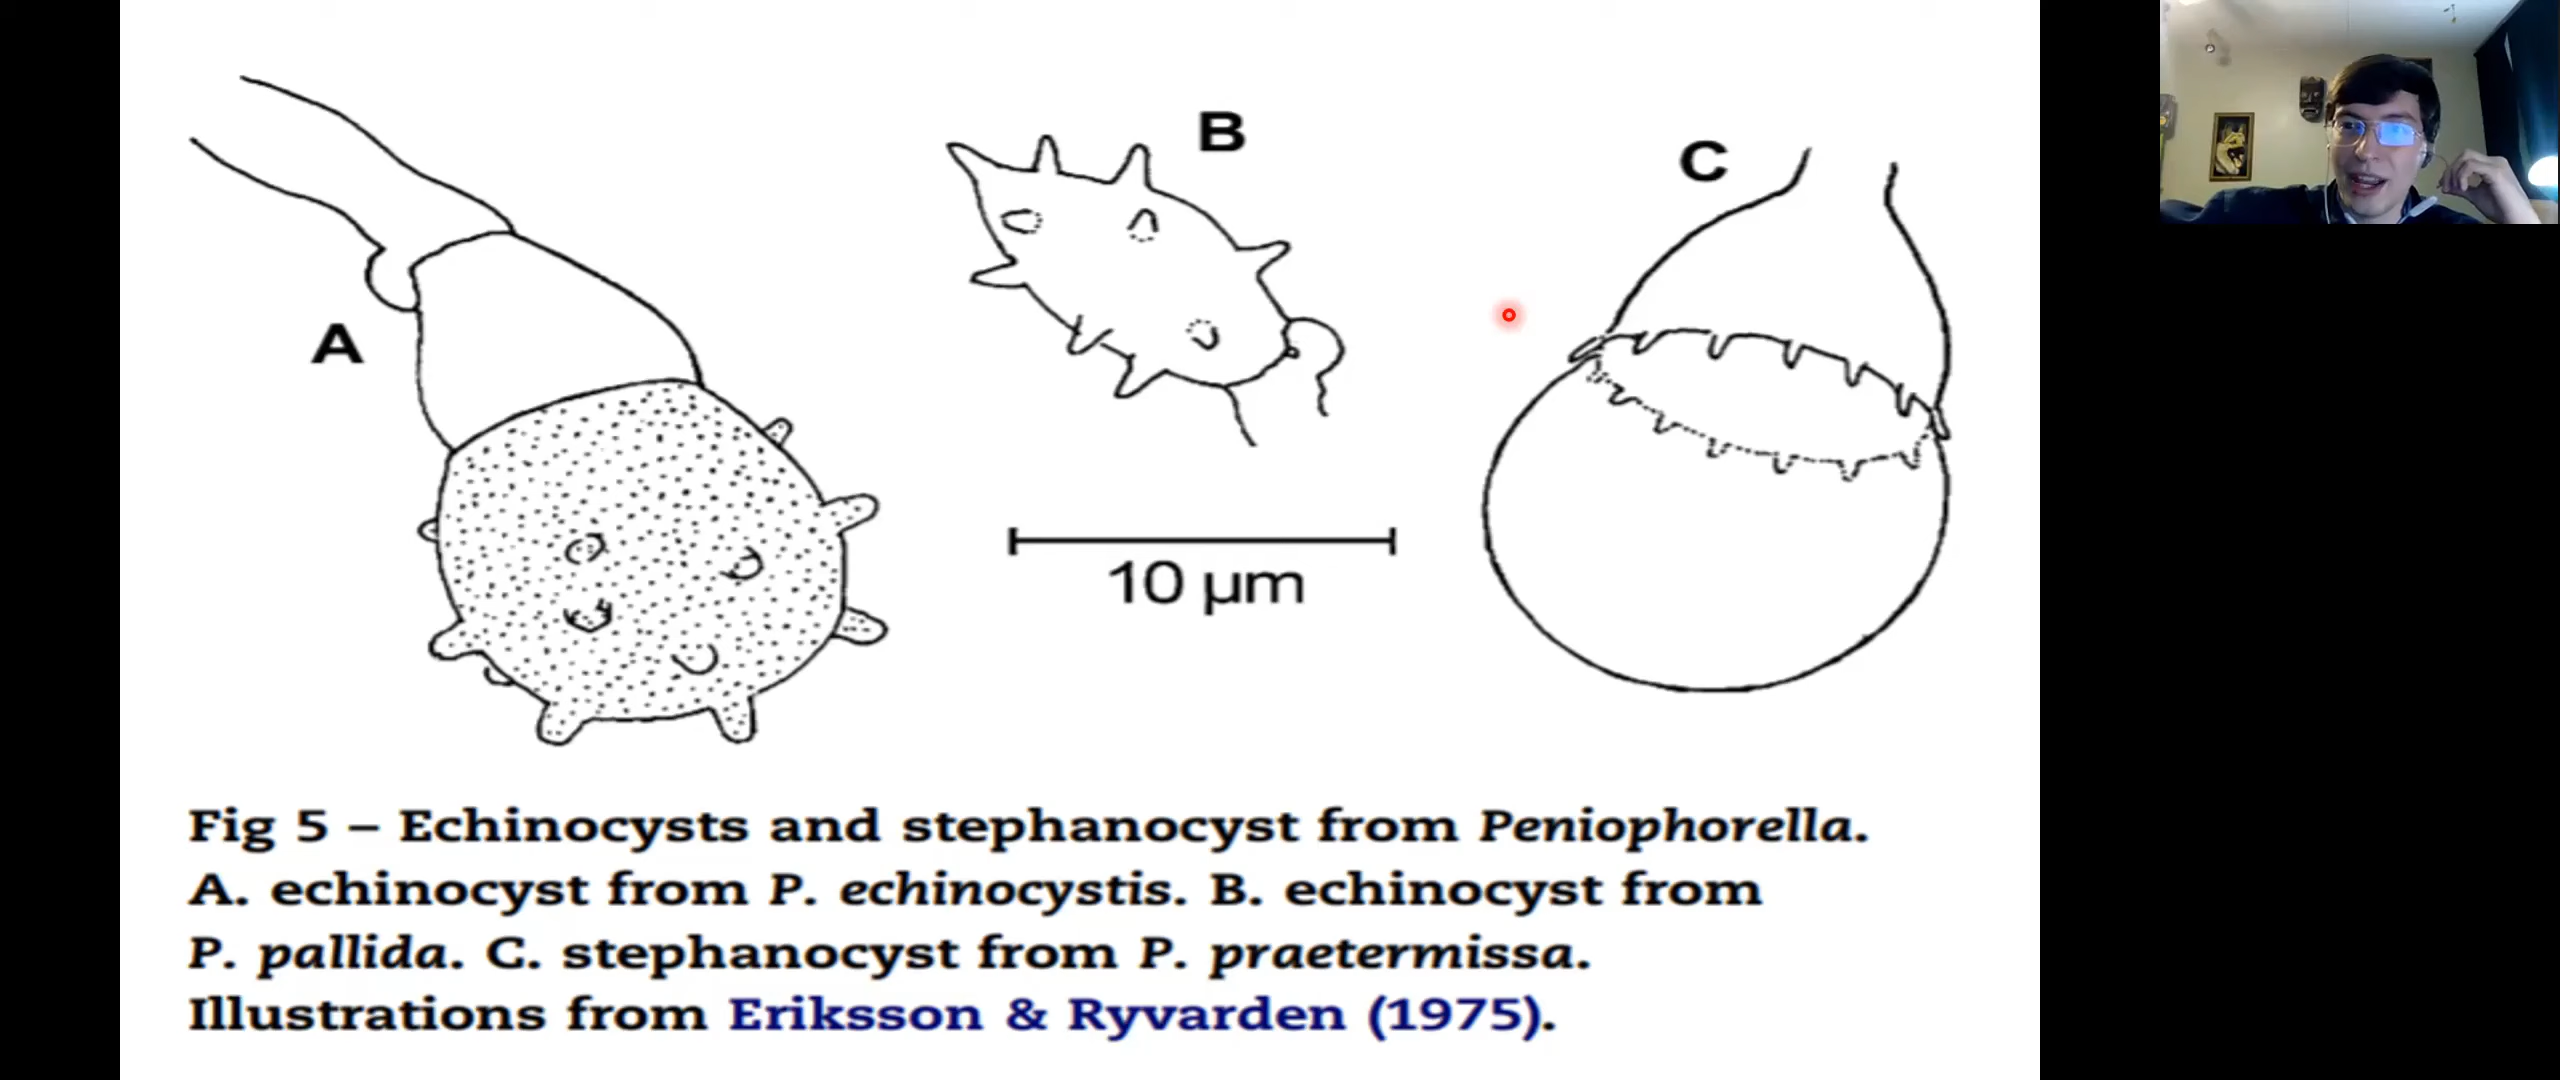 A
B
C
10 µm
Fig 5 – Echinocysts and stephanocyst from Peniophorella.
A. echinocyst from P. echinocystis. B. echinocyst from
P. pallida. C. stephanocyst from P. praetermissa.
Illustrations from Eriksson & Ryvarden (1975).